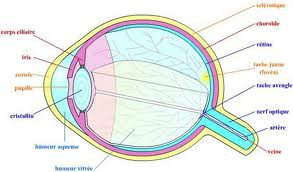 sclérotique
corps ciliaire
choroïde
iris
rétine
cornée
tache jaune
(fovéa)
pupille
tache aveugle
cristallin
nerf optique
artère
humeur aqueuse
veine
humeur vitrée